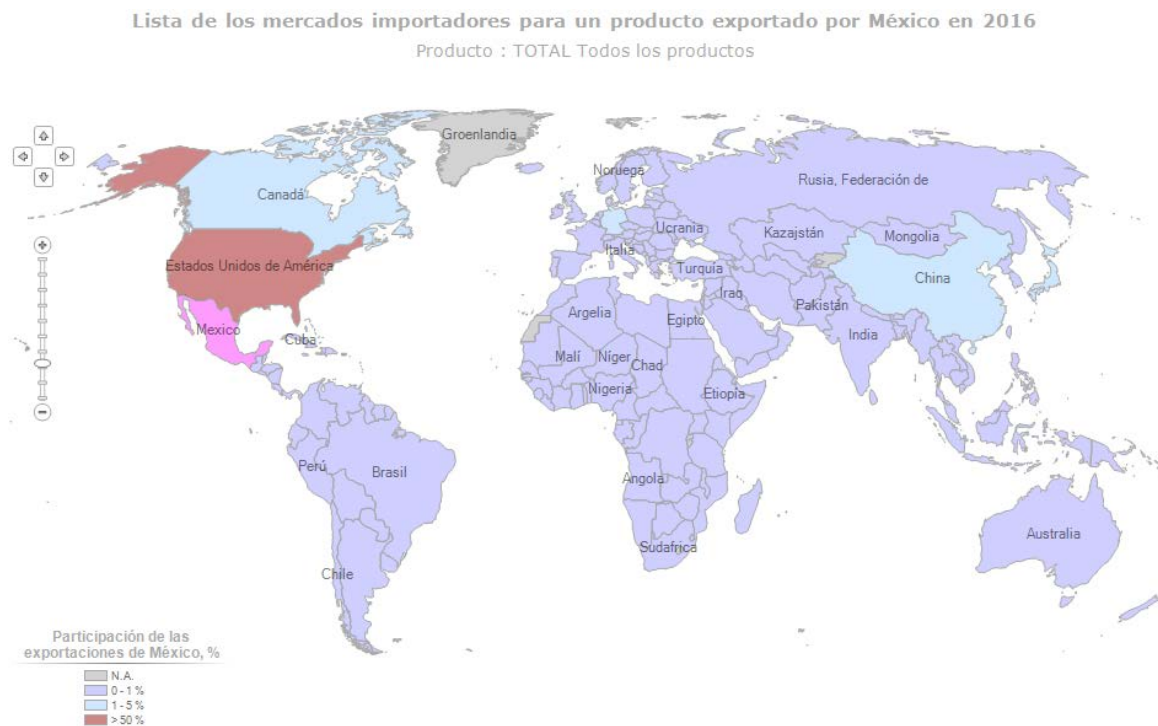 Lista de los mercados importadores para un producto exportado por México en 2016
Producto : TOTAL Todos los productos
Groenlandia
Noruega
Rusia, Federación de
Canadá
Ucrania
Kazajstán
Mongolia
Italia
Estados Unidos de América
Turquía
China
Iraq
Pakistán
Argelia
Egipto
Mexico
Cuba
India
Malí
Níger
Chad
Nigeria
Etiopía
Perú
Brasil
Angola
Australia
Sudafrica
Chile
Participación de las
exportaciones de México, %
N.A.
0 - 1 %
1 - 5 %
> 50 %